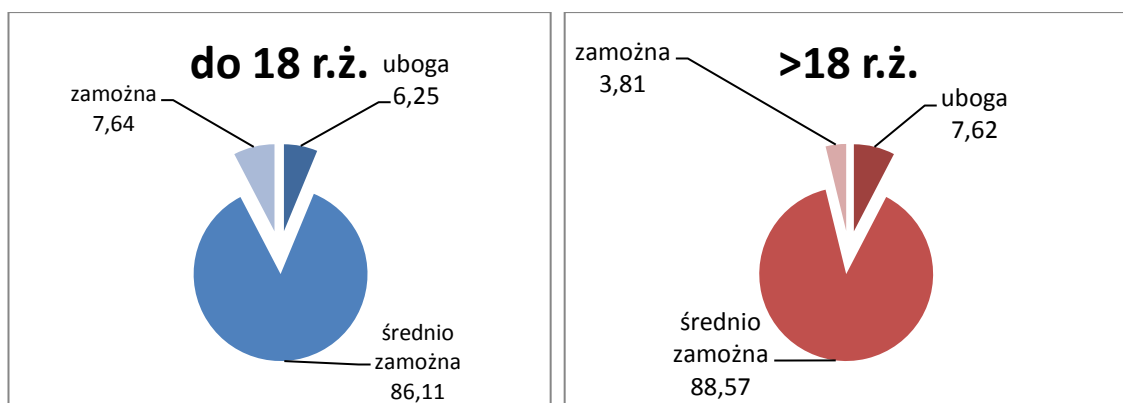 do 18 r.ż.
uboga
6,25
zamożna
7,64
średnio
zamożna
86,11
>18 r.ż.
zamożna
3,81
uboga
7,62
średnio
zamożna
88,57